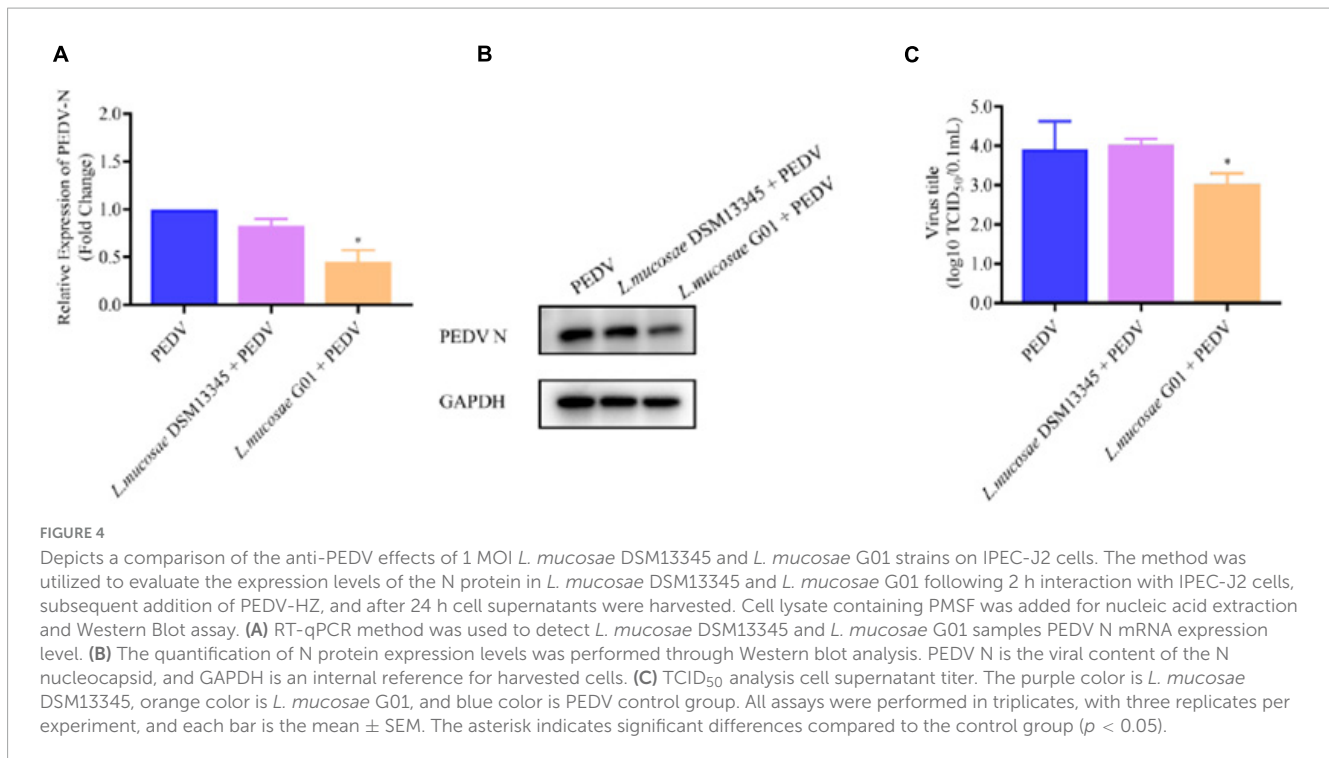 A
Relative Expression of PEDV-N
(Fold Change)
2.0
1.5
1.0
0.5
0.0
*
PEDV
L.mucosae DSM13345 + PEDV
L.mucosae G01 + PEDV
B
PEDV
L.mucosae DSM13345 + PEDV
L.mucosae G01 + PEDV
PEDV N
GAPDH
C
Virus title
(log10 TCID50/0.1mL)
5.0
4.0
3.0
2.0
1.0
0.0
*
PEDV
L.mucosae DSM13345 + PEDV
L.mucosae G01 + PEDV
FIGURE 4
Depicts a comparison of the anti-PEDV effects of 1 MOI L. mucosae DSM13345 and L. mucosae G01 strains on IPEC-J2 cells. The method was
utilized to evaluate the expression levels of the N protein in L. mucosae DSM13345 and L. mucosae G01 following 2 h interaction with IPEC-J2 cells,
subsequent addition of PEDV-HZ, and after 24 h cell supernatants were harvested. Cell lysate containing PMSF was added for nucleic acid extraction
and Western Blot assay. (A) RT-qPCR method was used to detect L. mucosae DSM13345 and L. mucosae G01 samples PEDV N mRNA expression
level. (B) The quantification of N protein expression levels was performed through Western blot analysis. PEDV N is the viral content of the N
nucleocapsid, and GAPDH is an internal reference for harvested cells. (C) TCID50 analysis cell supernatant titer. The purple color is L. mucosae
DSM13345, orange color is L. mucosae G01, and blue color is PEDV control group. All assays were performed in triplicates, with three replicates per
experiment, and each bar is the mean ± SEM. The asterisk indicates significant differences compared to the control group (p < 0.05).